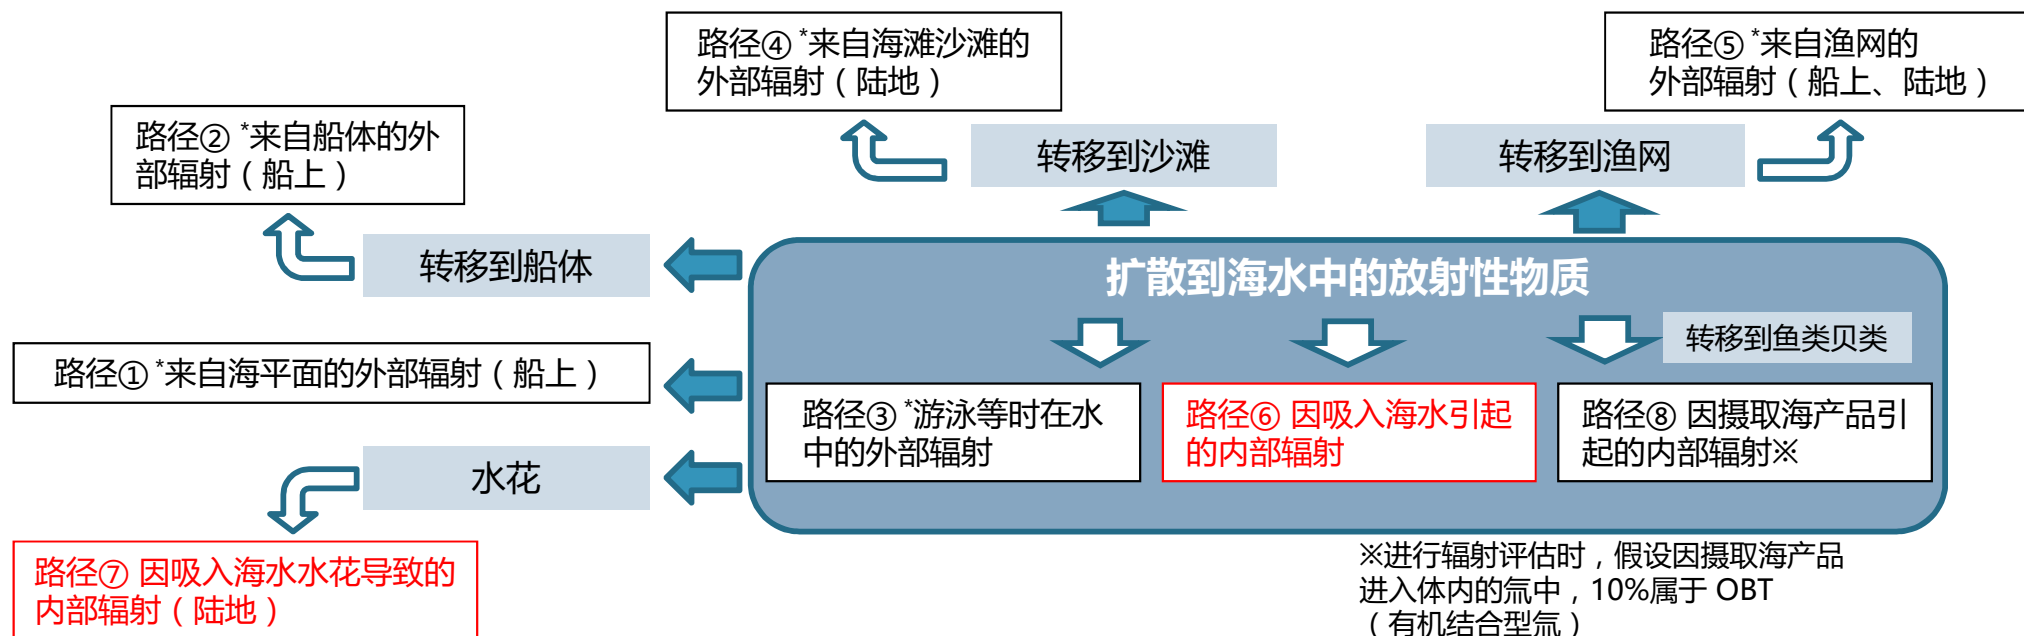 路径④ *来自海滩沙滩的
外部辐射（陆地）
路径⑤ *来自渔网的
外部辐射（船上、陆地）
路径② *来自船体的外
部辐射（船上）
转移到沙滩
转移到渔网
转移到船体
扩散到海水中的放射性物质
转移到鱼类贝类
路径① *来自海平面的外部辐射（船上）
路径③ *游泳等时在水
中的外部辐射
路径⑥ 因吸入海水引起
的内部辐射
路径⑧ 因摄取海产品引
起的内部辐射※
水花
路径⑦ 因吸入海水水花导致的
内部辐射（陆地）
※进行辐射评估时，假设因摄取海产品
进入体内的氚中，10%属于 OBT
（有机结合型氚）